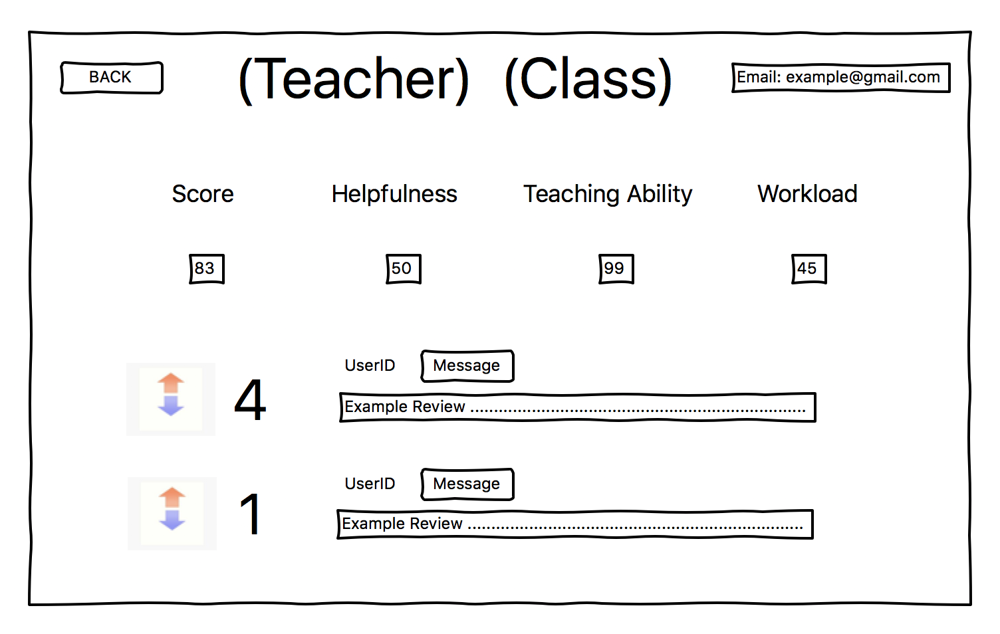 BACK (Teacher) (Class) Email: example@gmail.com
Score Helpfulness Teaching Ability Workload
83 50 99 45
UserID Message
4 Example Review ......................................................................
UserID Message
1 Example Review ......................................................................